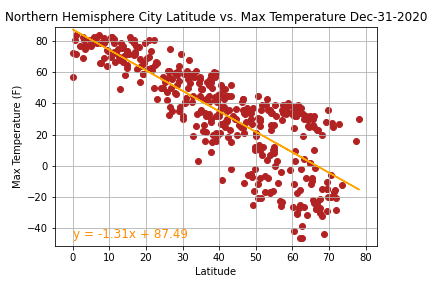 Northern Hemisphere City Latitude vs. Max Temperature Dec-31-2020
Max Temperature (F)
80
60
40
20
0
−20
−40
y = -1.31x + 87.49
0 10 20 30 40 50 60 70 80
Latitude